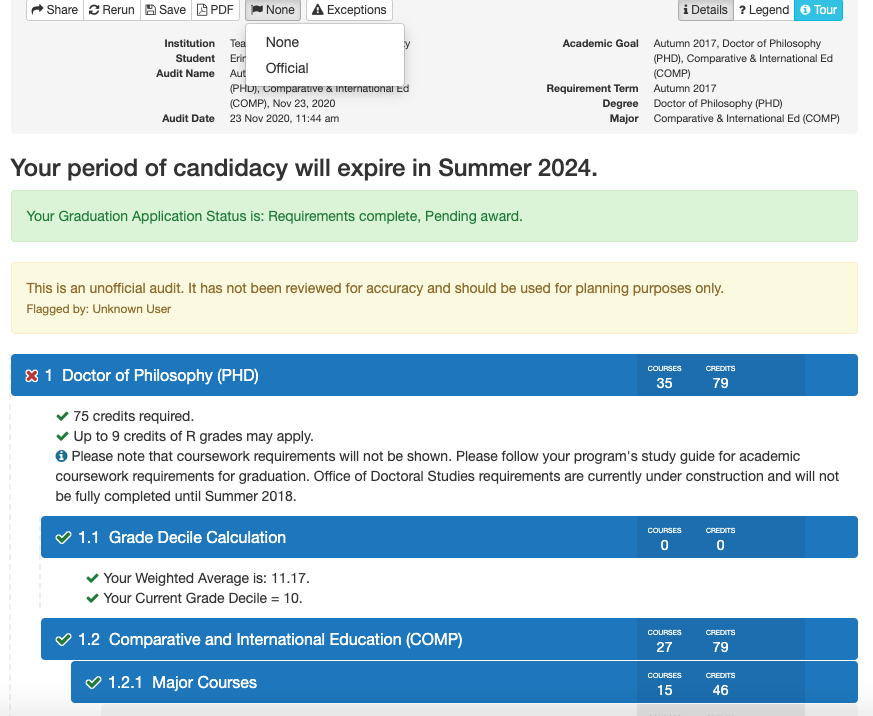 Share Rerun Save PDF None Exceptions Details ? Legend Tour
None
Official
Institution
Student
Audit Name Aut
(PHD), Comparative & International Ed
(COMP), Nov 23, 2020
Audit Date 23 Nov 2020, 11:44 am
Academic Goal Autumn 2017, Doctor of Philosophy
(PHD), Comparative & International Ed
(COMP)
Requirement Term Autumn 2017
Degree Doctor of Philosophy (PHD)
Major Comparative & International Ed (COMP)
Your period of candidacy will expire in Summer 2024.
Your Graduation Application Status is: Requirements complete, Pending award.
This is an unofficial audit. It has not been reviewed for accuracy and should be used for planning purposes only.
Flagged by: Unknown User
1 Doctor of Philosophy (PHD) COURSES 35 CREDITS 79
75 credits required.
Up to 9 credits of R grades may apply.
Please note that coursework requirements will not be shown. Please follow your program's study guide for academic
coursework requirements for graduation. Office of Doctoral Studies requirements are currently under construction and will not
be fully completed until Summer 2018.
1.1 Grade Decile Calculation COURSES 0 CREDITS 0
Your Weighted Average is: 11.17.
Your Current Grade Decile = 10.
1.2 Comparative and International Education (COMP) COURSES 27 CREDITS 79
1.2.1 Major Courses COURSES 15 CREDITS 46